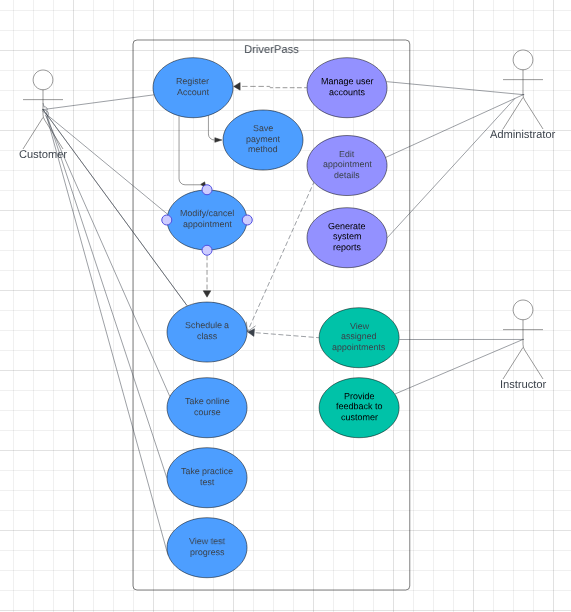 DriverPass
Register
Account
Manage user
accounts
Save
payment
method
Customer
Administrator
Edit
appointment
details
Modify/cancel
appointment
Generate
system
reports
Schedule a
class
View
assigned
appointments
Instructor
Take online
course
Provide
feedback to
customer
Take practice
test
View test
progress